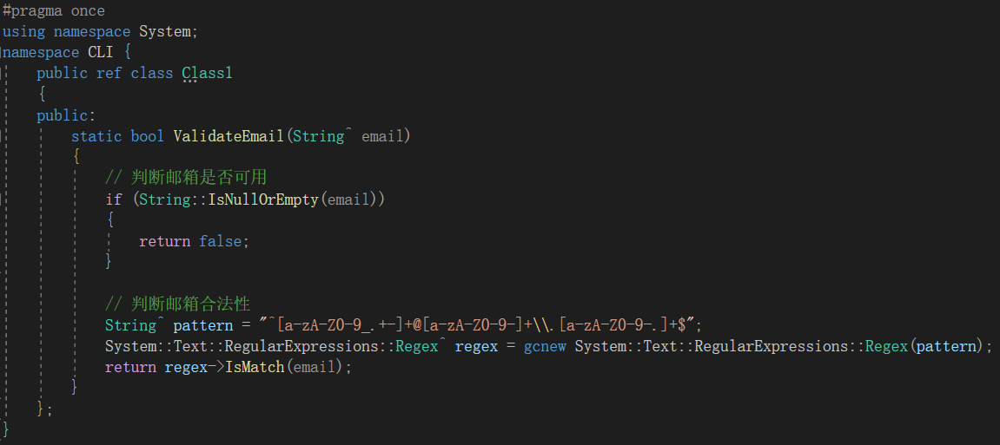 #pragma once
using namespace System;
namespace CLI {
public ref class Class1
{
public:
static bool ValidateEmail(String^ email)
{
// 判断邮箱是否可用
if (String::IsNullOrEmpty(email))
{
return false;
}
// 判断邮箱合法性
String^ pattern = "^[a-zA-Z0-9_.+-]+@[a-zA-Z0-9-]+\\.[a-zA-Z0-9-.]+$";
System::Text::RegularExpressions::Regex^ regex = gcnew System::Text::RegularExpressions::Regex(pattern);
return regex->IsMatch(email);
}
};
}